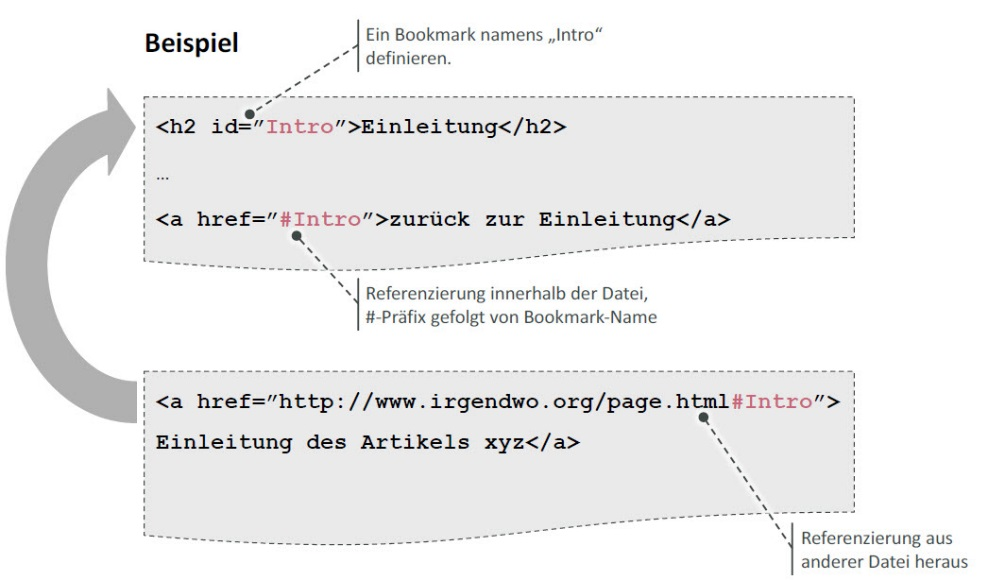 Beispiel
Ein Bookmark namens „Intro“
definieren.
<h2 id=”Intro”>Einleitung</h2>
…
<a href=”#Intro”>zurück zur Einleitung</a>
Referenzierung innerhalb der Datei,
#-Präfix gefolgt von Bookmark-Name
<a href=”http://www.irgendwo.org/page.html#Intro”>
Einleitung des Artikels xyz</a>
Referenzierung aus
anderer Datei heraus